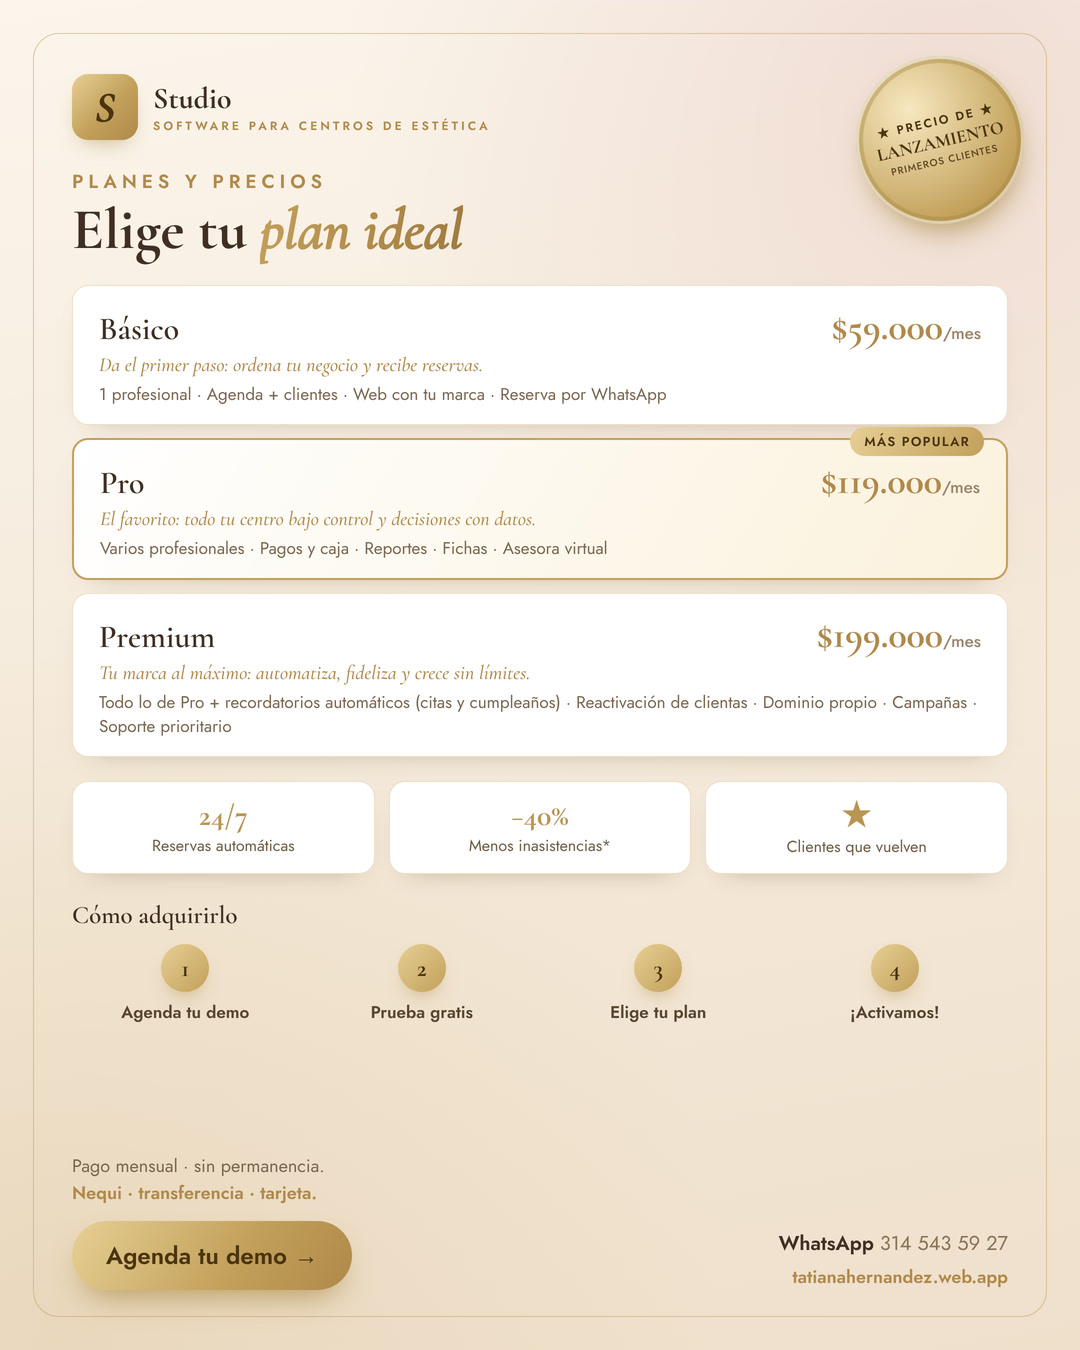 S
Studio
SOFTWARE PARA CENTROS DE ESTÉTICA
★ PRECIO DE ★
LANZAMIENTO
PRIMEROS CLIENTES
PLANES Y PRECIOS
Elige tu plan ideal
Básico
$59.000/mes
Da el primer paso: ordena tu negocio y recibe reservas.
1 profesional · Agenda + clientes · Web con tu marca · Reserva por WhatsApp
MÁS POPULAR
Pro
$119.000/mes
El favorito: todo tu centro bajo control y decisiones con datos.
Varios profesionales · Pagos y caja · Reportes · Fichas · Asesora virtual
Premium
$199.000/mes
Tu marca al máximo: automatiza, fideliza y crece sin límites.
Todo lo de Pro + recordatorios automáticos (citas y cumpleaños) · Reactivación de clientes · Dominio propio · Campañas ·
Soporte prioritario
24/7
Reservas automáticas
−40%
Menos inasistencias*
★
Clientes que vuelven
Cómo adquirirlo
1
Agenda tu demo
2
Prueba gratis
3
Elige tu plan
4
¡Activamos!
Pago mensual · sin permanencia.
Nequi · transferencia · tarjeta.
Agenda tu demo →
WhatsApp 314 543 59 27
tatianahernandez.web.app